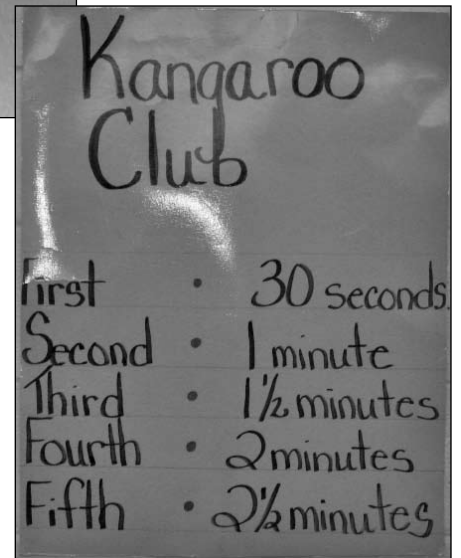 Kangaroo
Club
First • 30 seconds.
Second • 1 minute
Third • 1½ minutes
Fourth • 2 minutes
Fifth • 2½ minutes